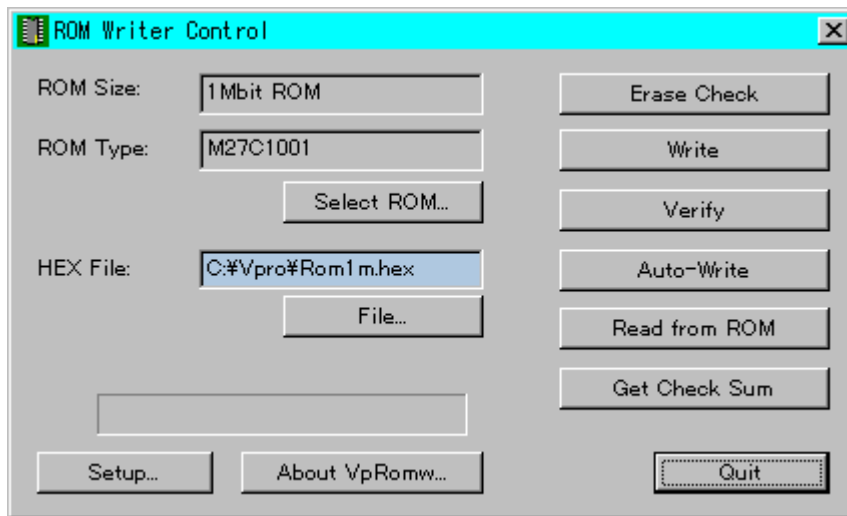 ROM Writer Control
ROM Size:
1Mbit ROM
Erase Check
ROM Type:
M27C1001
Write
Select ROM...
Verify
HEX File:
C:¥Vpro¥Rom1m.hex
Auto-Write
File...
Read from ROM
Get Check Sum
Setup...
About VpRomw...
Quit